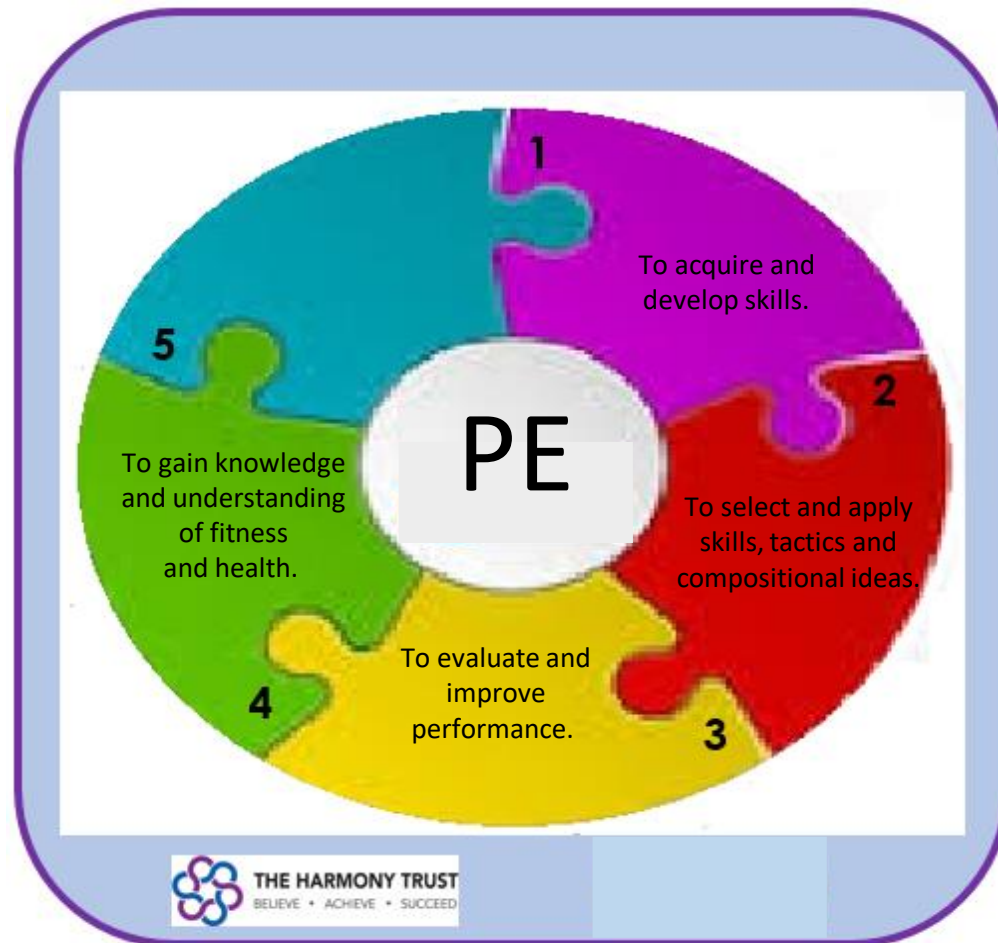 1
To acquire and
develop skills.
2
To select and apply
skills, tactics and
compositional ideas.
3
To evaluate and
improve
performance.
4
To gain knowledge
and understanding
of fitness
and health.
5
PE
THE HARMONY TRUST
BELIEVE • ACHIEVE • SUCCEED